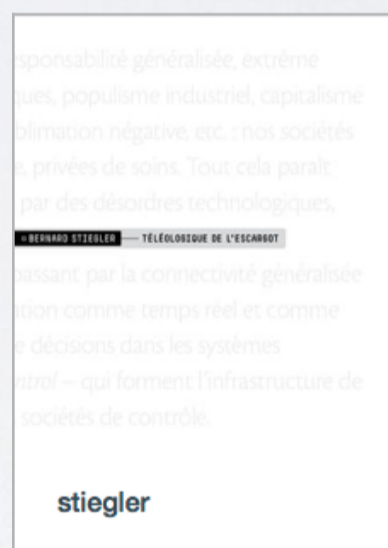 esponsabilité généralisée, extrême
ques, populisme industriel, capitalisme
blimation négative, etc. : nos sociétés
e, privées de soins. Tout cela paraît
par des désordres technologiques,
BERNARD STIEGLER — TÉLÉOLOGIQUE DE L'ESCARGOT
passant par la connectivité généralisée
ation comme temps réel et comme
e décisions dans les systèmes
ntrol – qui forment l'infrastructure de
sociétés de contrôle.
stiegler